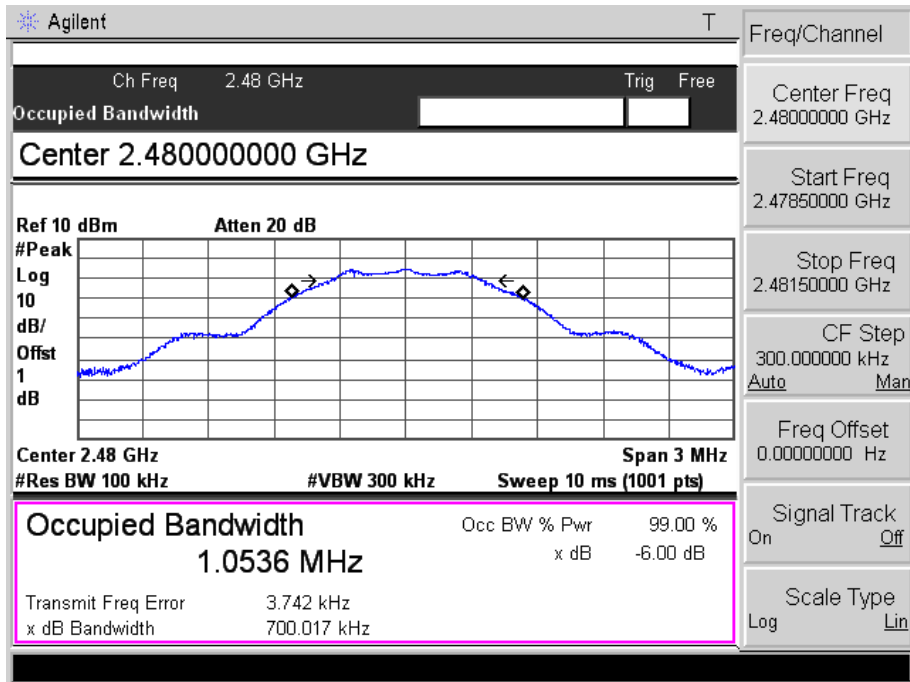 Agilent T
Ch Freq 2.48 GHz Trig Free
Occupied Bandwidth
Center 2.480000000 GHz
Ref 10 dBm Atten 20 dB
#Peak
Log
10
dB/
Offst
1
dB
Center 2.48 GHz Span 3 MHz
#Res BW 100 kHz #VBW 300 kHz Sweep 10 ms (1001 pts)
Occupied Bandwidth Occ BW % Pwr 99.00 %
1.0536 MHz x dB -6.00 dB
Transmit Freq Error 3.742 kHz
x dB Bandwidth 700.017 kHz
Freq/Channel
Center Freq
2.48000000 GHz
Start Freq
2.47850000 GHz
Stop Freq
2.48150000 GHz
CF Step
300.000000 kHz
Auto Man
Freq Offset
0.00000000 Hz
Signal Track
On Off
Scale Type
Log Lin